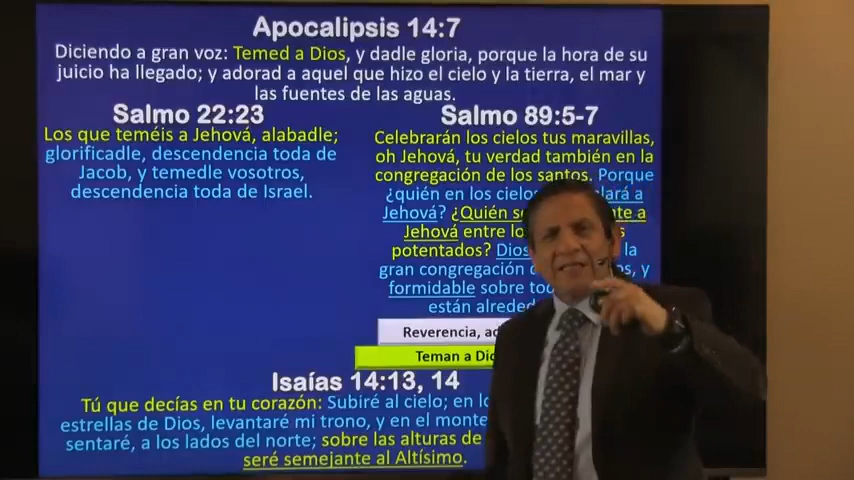 Apocalipsis 14:7
Diciendo a gran voz: Temed a Dios, y dadle gloria, porque la hora de su
juicio ha llegado; y adorad a aquel que hizo el cielo y la tierra, el mar y
las fuentes de las aguas.
Salmo 22:23
Los que teméis a Jehová, alabadle;
glorificadle, descendencia toda de
Jacob, y temedle vosotros,
descendencia toda de Israel.
Salmo 89:5-7
Celebrarán los cielos tus maravillas,
oh Jehová, tu verdad también en la
congregación de los santos. Porque
¿quién en los cielos a
Jehová? ¿Quién a
Jehová entre
potentados? Dios la
gran congregación y
formidable sobre
están
Reverencia,
Teman a
Isaías 14:13, 14
Tú que decías en tu corazón: Subiré al cielo; en
estrellas de Dios, levantaré mi trono, y en el monte
sentaré, a los lados del norte; sobre las alturas de
seré semejante al Altísimo.